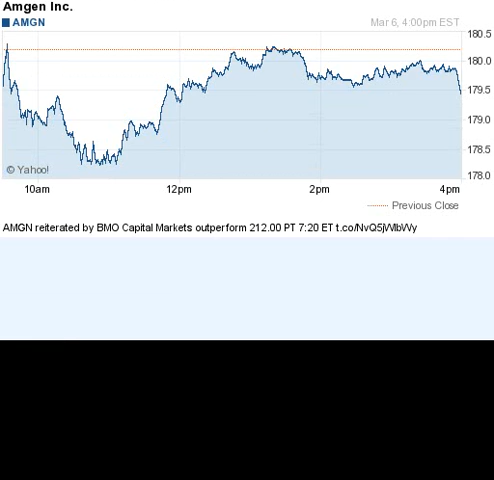 Amgen Inc.
AMGN
Mar 6, 4:00pm EST
180.5
180.0
179.5
179.0
178.5
178.0
© Yahoo!
10am 12pm 2pm 4pm
Previous Close
AMGN reiterated by BMO Capital Markets outperform 212.00 PT 7:20 ET t.co/NvQ5jWlbWy